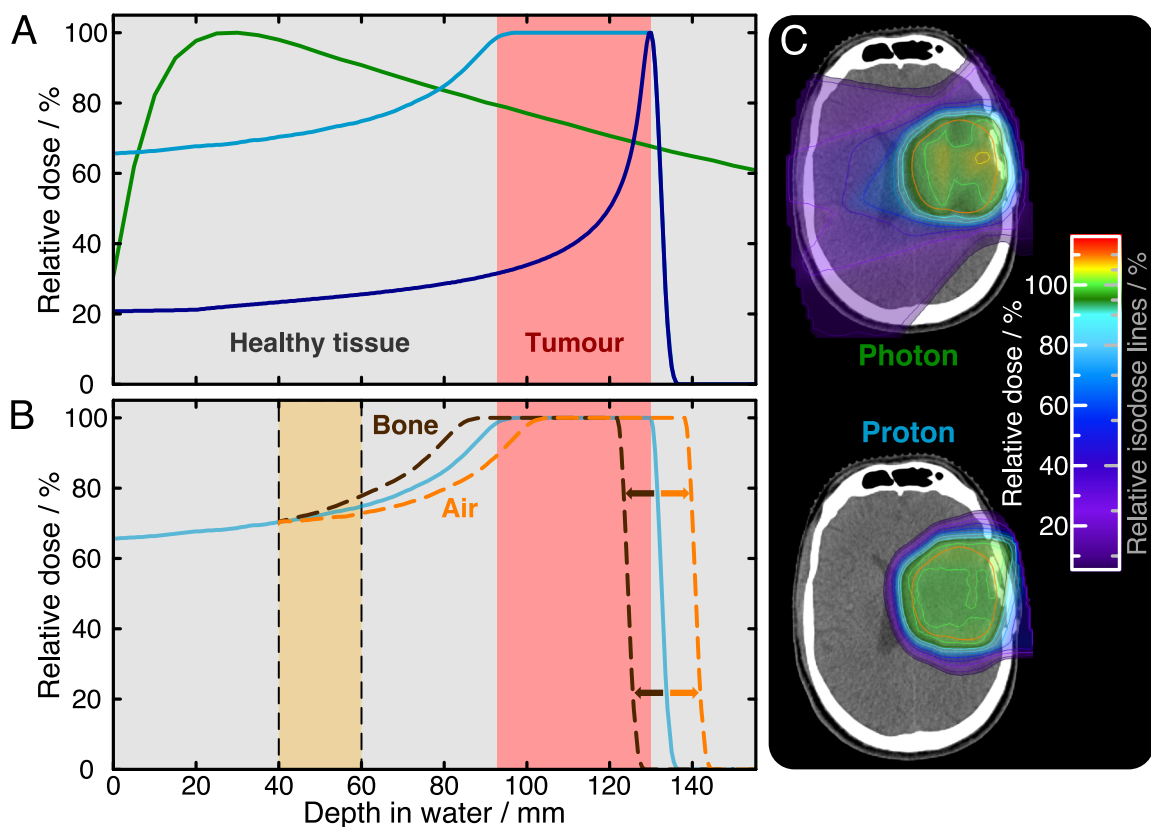 A
Relative dose / %
100
80
60
40
20
0
Healthy tissue
Tumour
B
Relative dose / %
100
80
60
40
20
0
Bone
Air
0 20 40 60 80 100 120 140
Depth in water / mm
C
Photon
Proton
Relative dose / %
100
80
60
40
20
Relative isodose lines / %